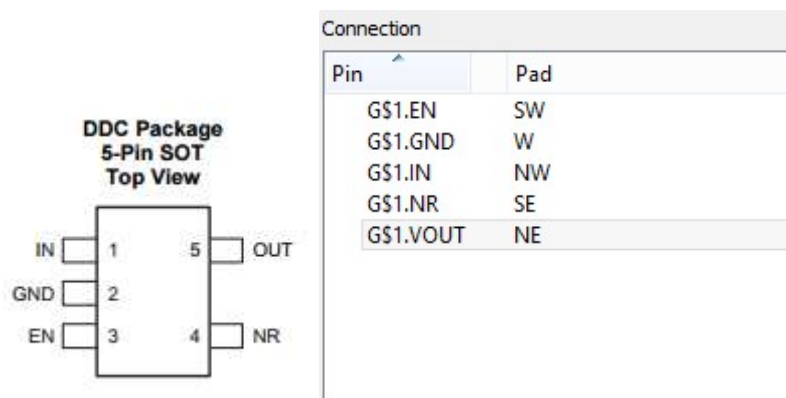 Connection
Pin Pad
G$1.EN SW
G$1.GND W
G$1.IN NW
G$1.NR SE
G$1.VOUT NE
DDC Package
5-Pin SOT
Top View
IN 1 5 OUT
GND 2
EN 3 4 NR